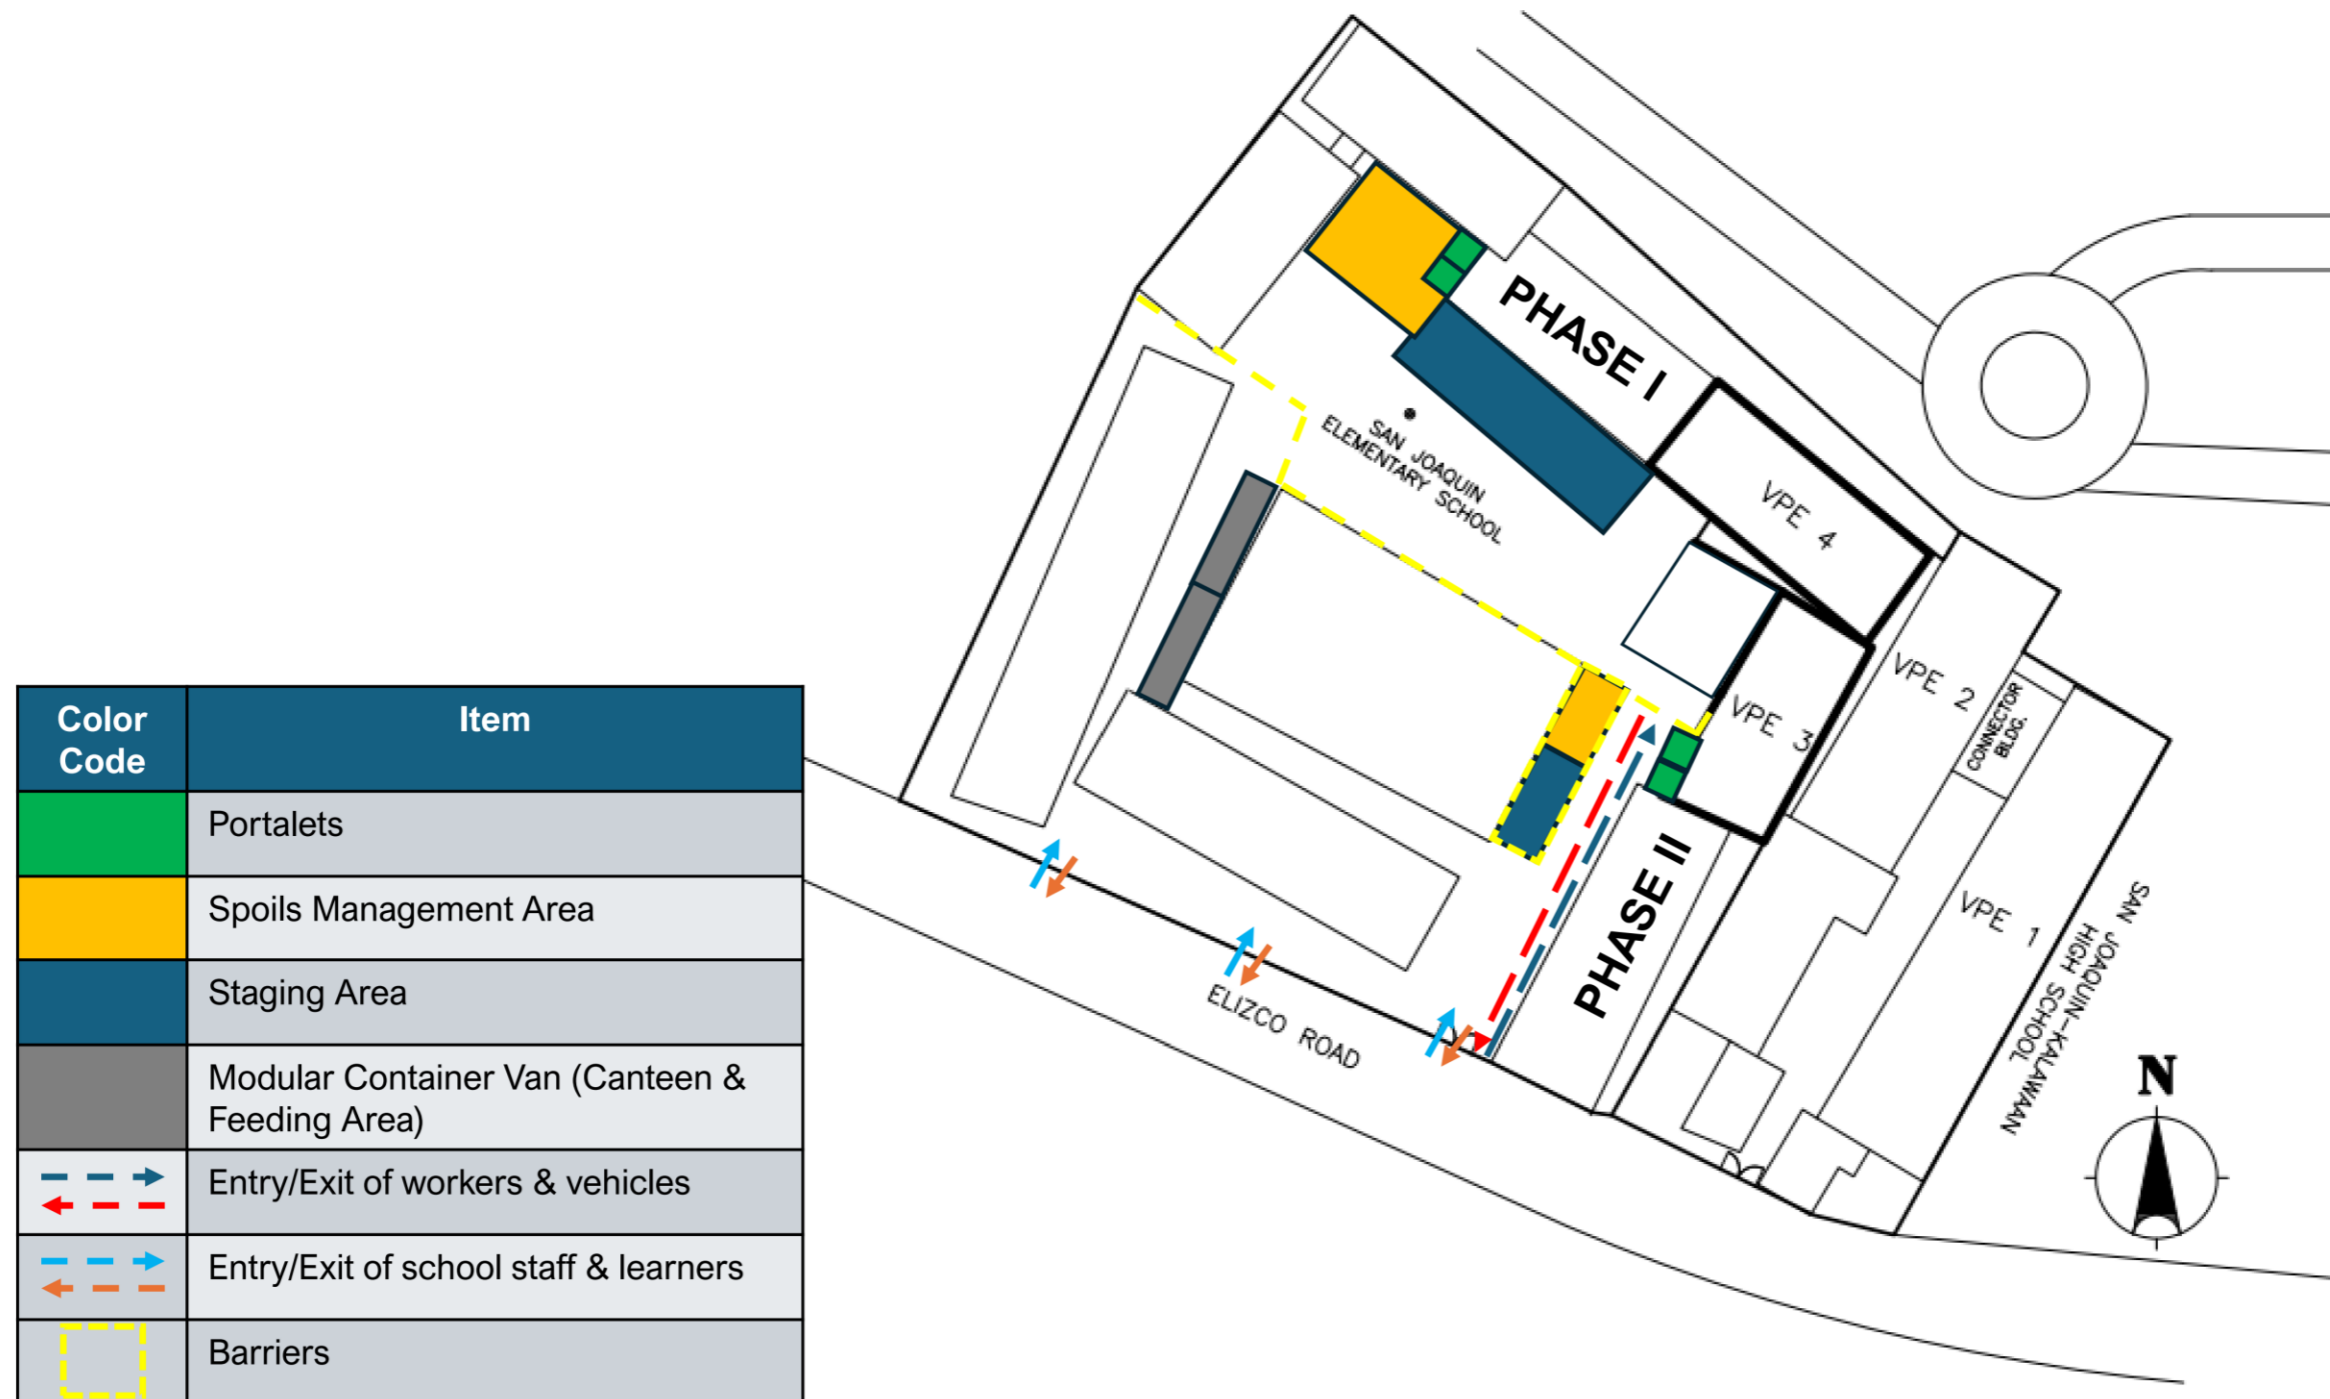 PHASE I
SAN JOAQUIN
ELEMENTARY SCHOOL
VPE 4
VPE 2
CONNECTOR
BLDG.
VPE 3
PHASE II
VPE 1
SAN JOAQUIN-KALAWAAN
HIGH SCHOOL
ELIZCO ROAD
N
Color
Code
Item
Portalets
Spoils Management Area
Staging Area
Modular Container Van (Canteen &
Feeding Area)
Entry/Exit of workers & vehicles
Entry/Exit of school staff & learners
Barriers